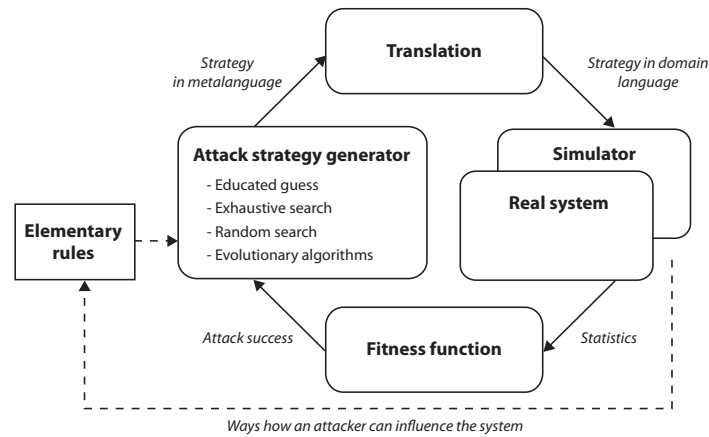 Translation
Strategy
in metalanguage
Strategy in domain
language
Attack strategy generator
- Educated guess
- Exhaustive search
- Random search
- Evolutionary algorithms
Simulator
Real system
Elementary
rules
Attack success
Fitness function
Statistics
Ways how an attacker can influence the system